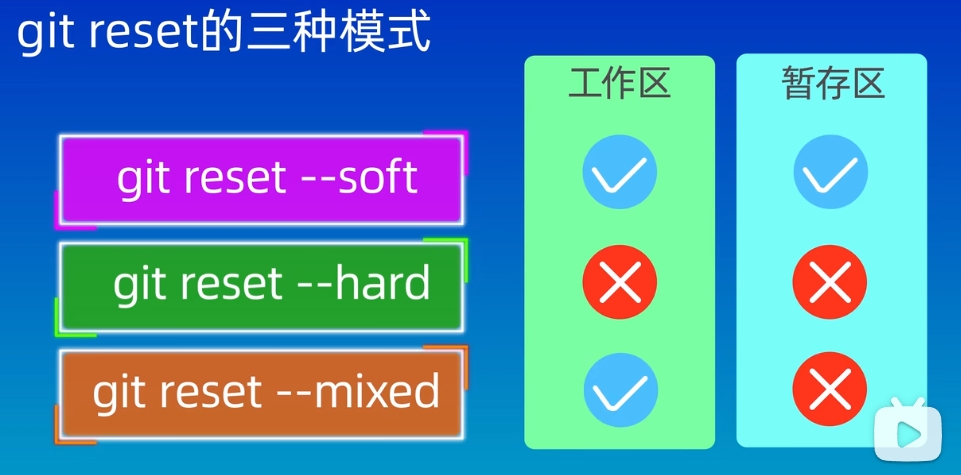 git reset的三种模式
工作区
暂存区
git reset --soft
git reset --hard
git reset --mixed